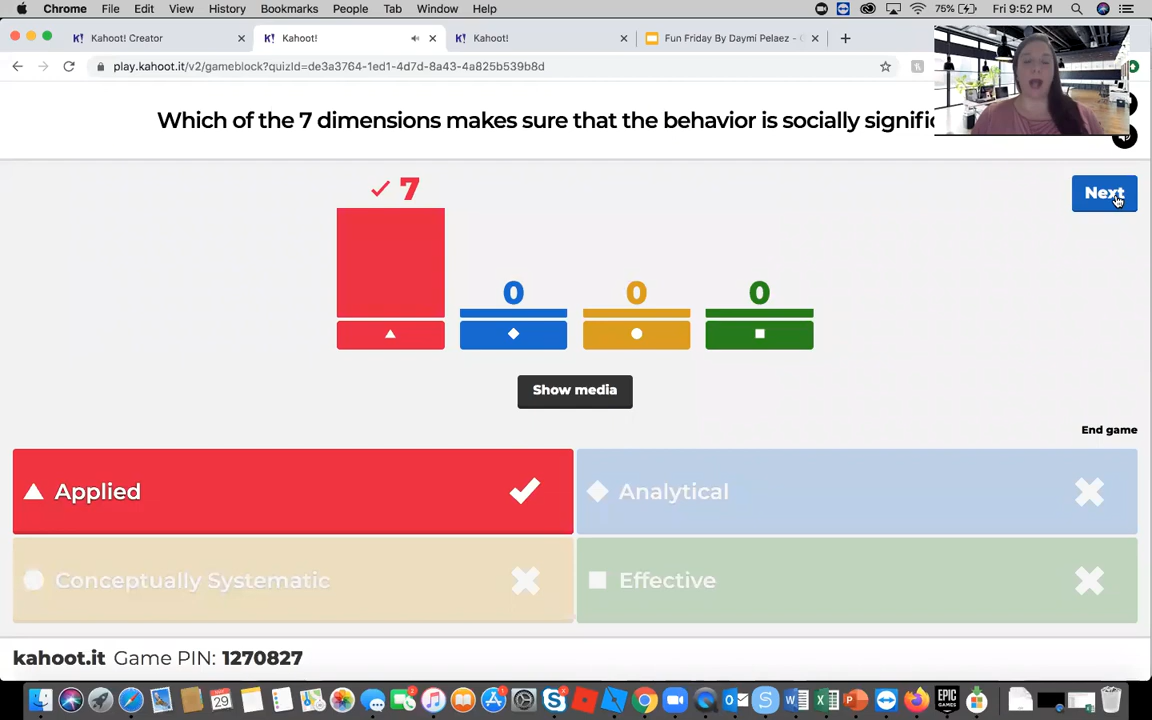 Chrome File Edit View History Bookmarks People Tab Window Help 75% Fri 9:52 PM
K! Kahoot! Creator K! Kahoot! K! Kahoot! Fun Friday By Daymi Pelaez -
play.kahoot.it/v2/gameblock?quizId=de3a3764-1ed1-4d7d-8a43-4a825b539b8d
Which of the 7 dimensions makes sure that the behavior is socially signific
Next
7
0 0 0
Show media
End game
Applied Analytical
Conceptually Systematic Effective
kahoot.it Game PIN: 1270827
29
EPIC
GAMES